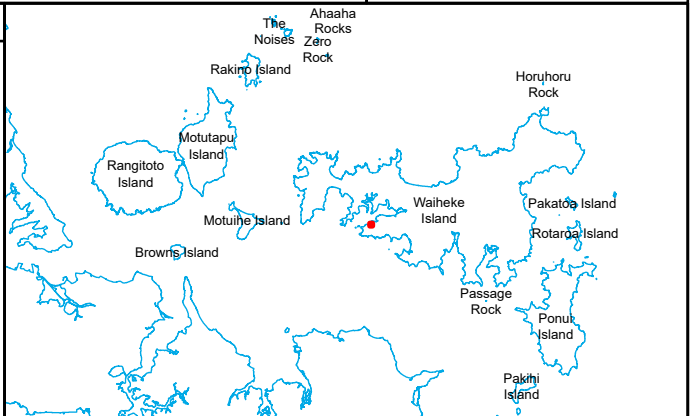 The
Noises
Ahaaha
Rocks
Zero
Rock
Rakino Island
Horuhoru
Rock
Motutapu
Island
Rangitoto
Island
Waiheke
Island
Pakatoa Island
Motuihe Island
Rotaroa Island
Browns Island
Passage
Rock
Ponui
Island
Pakihi
Island